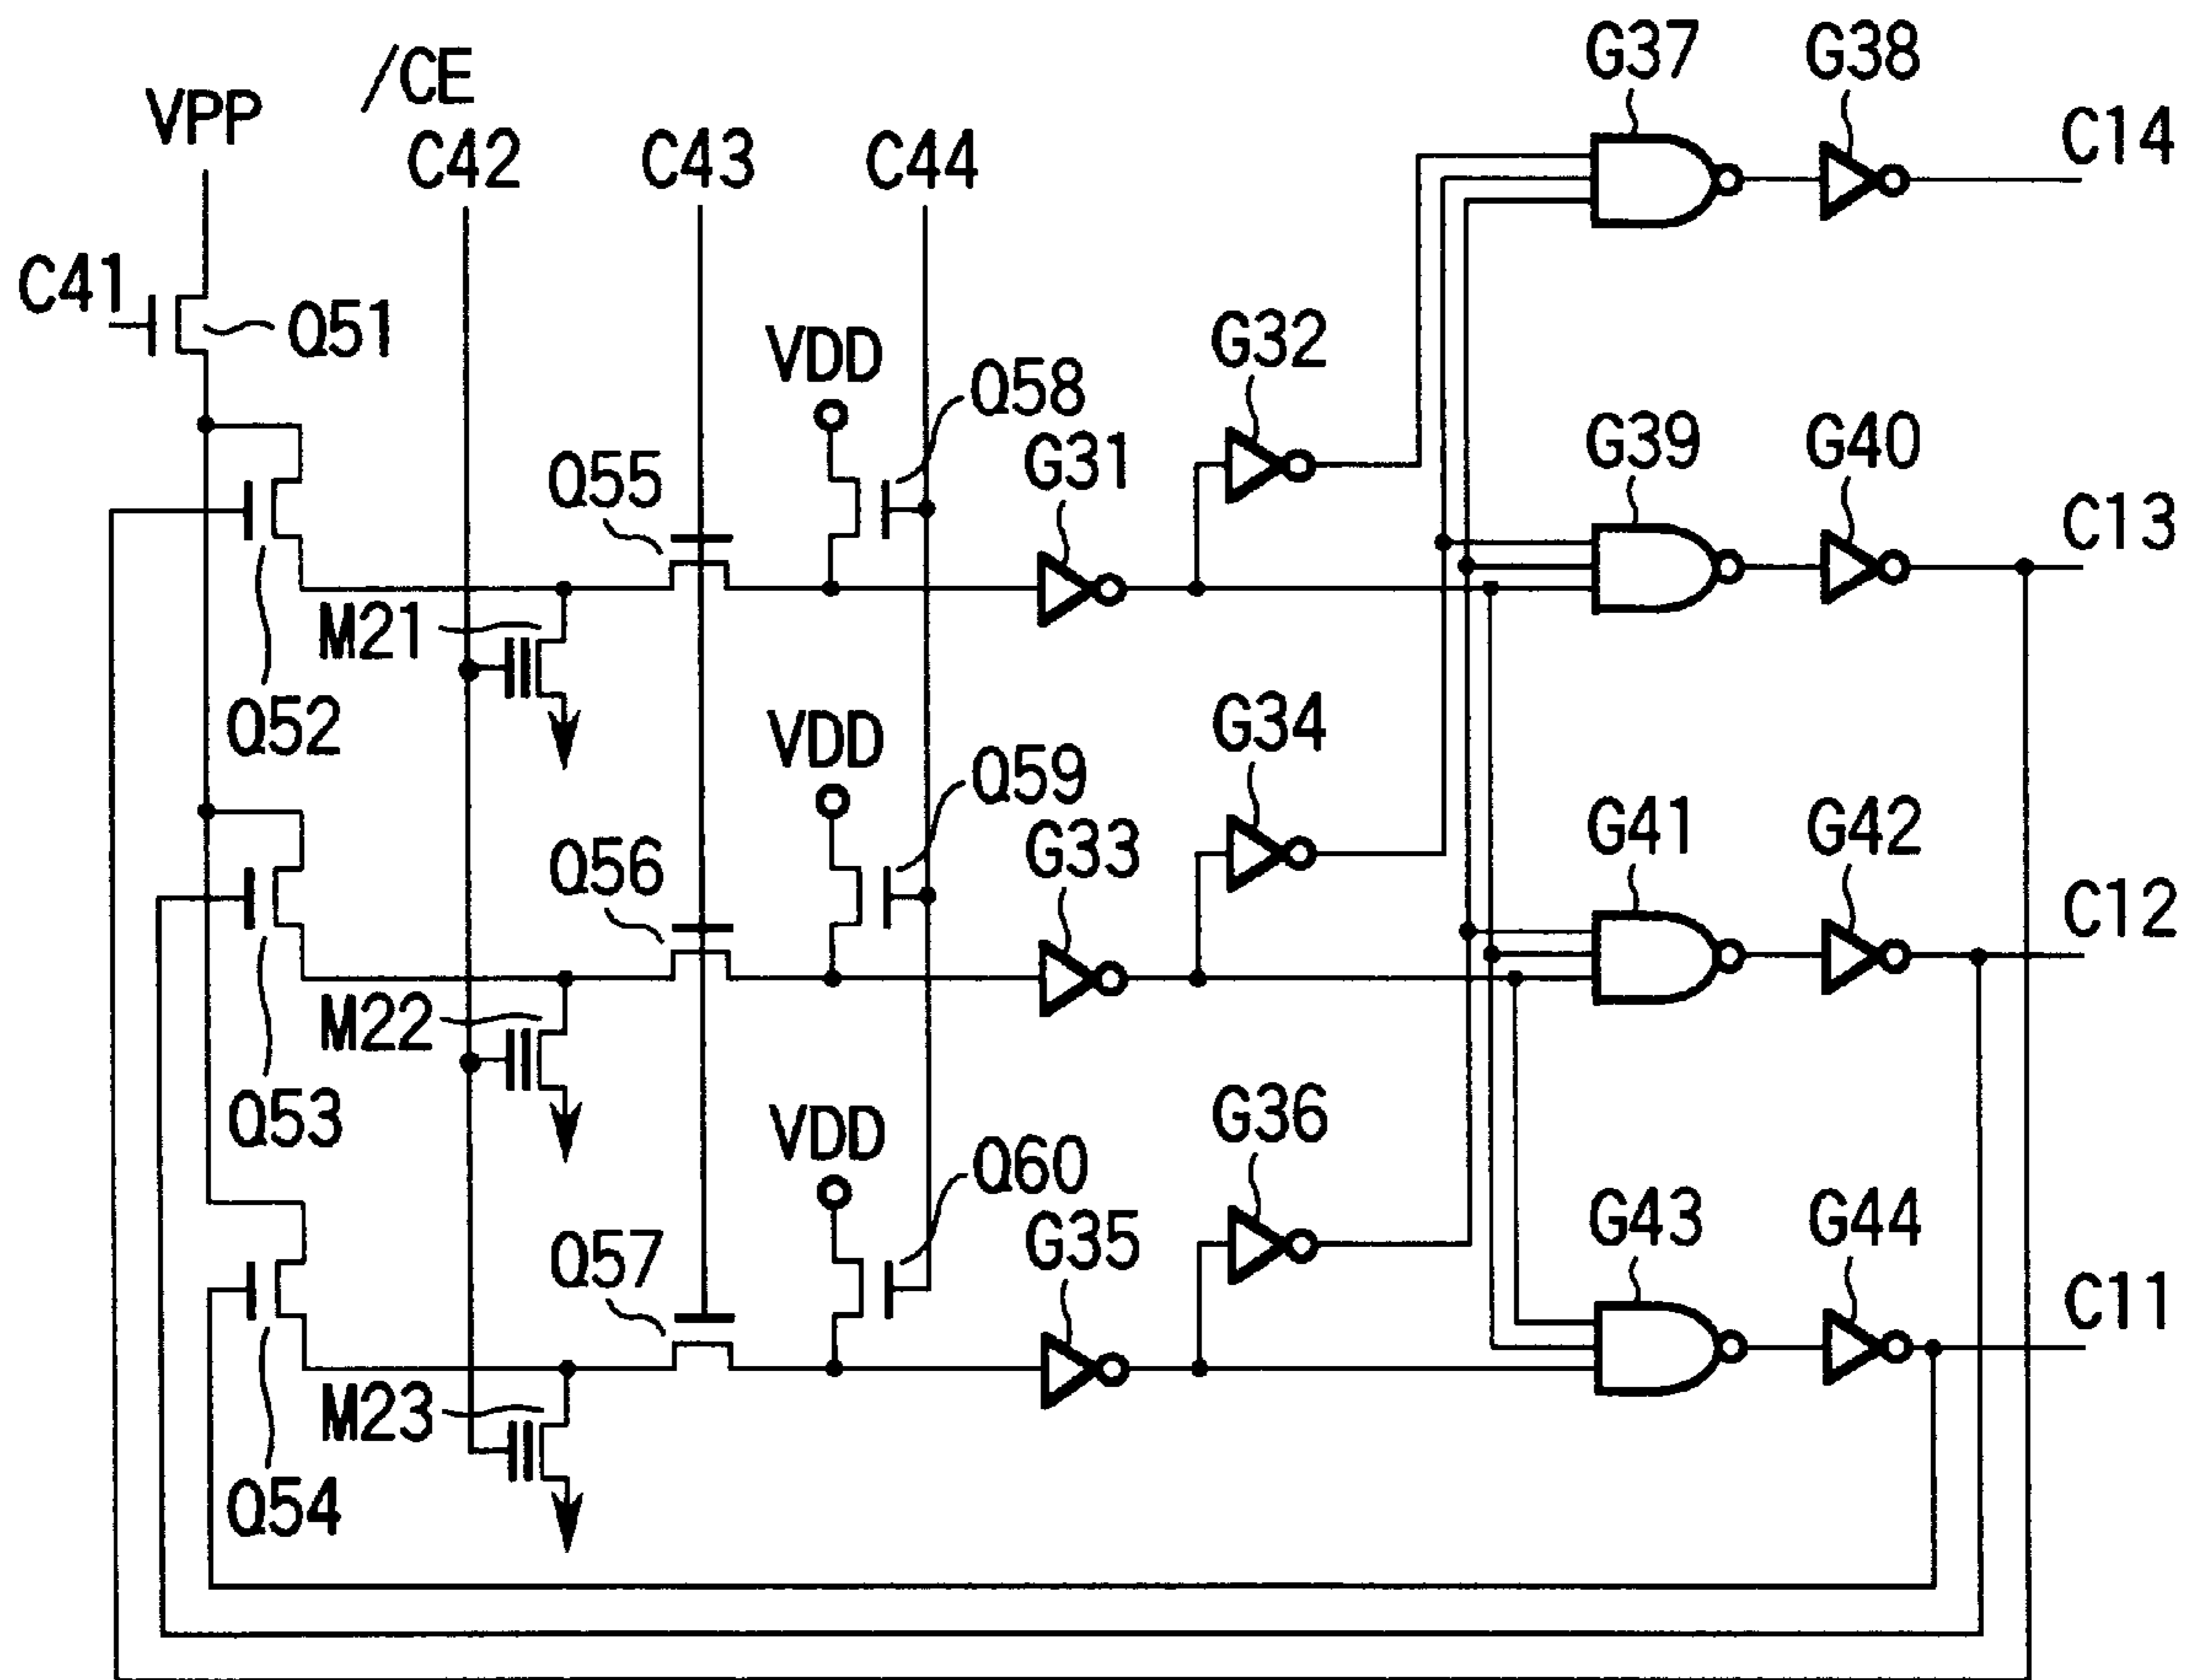 G37 G38
/CE
VPP C14
C42 C43 C44
C41 Q51
G32
VDD Q58
G31 G39 G40
Q55
C13
M21
Q52
G34
VDD Q59
G33 G41 G42
Q56
C12
M22
Q53
G36
VDD Q60
G35 G43 G44
Q57
C11
M23
Q54